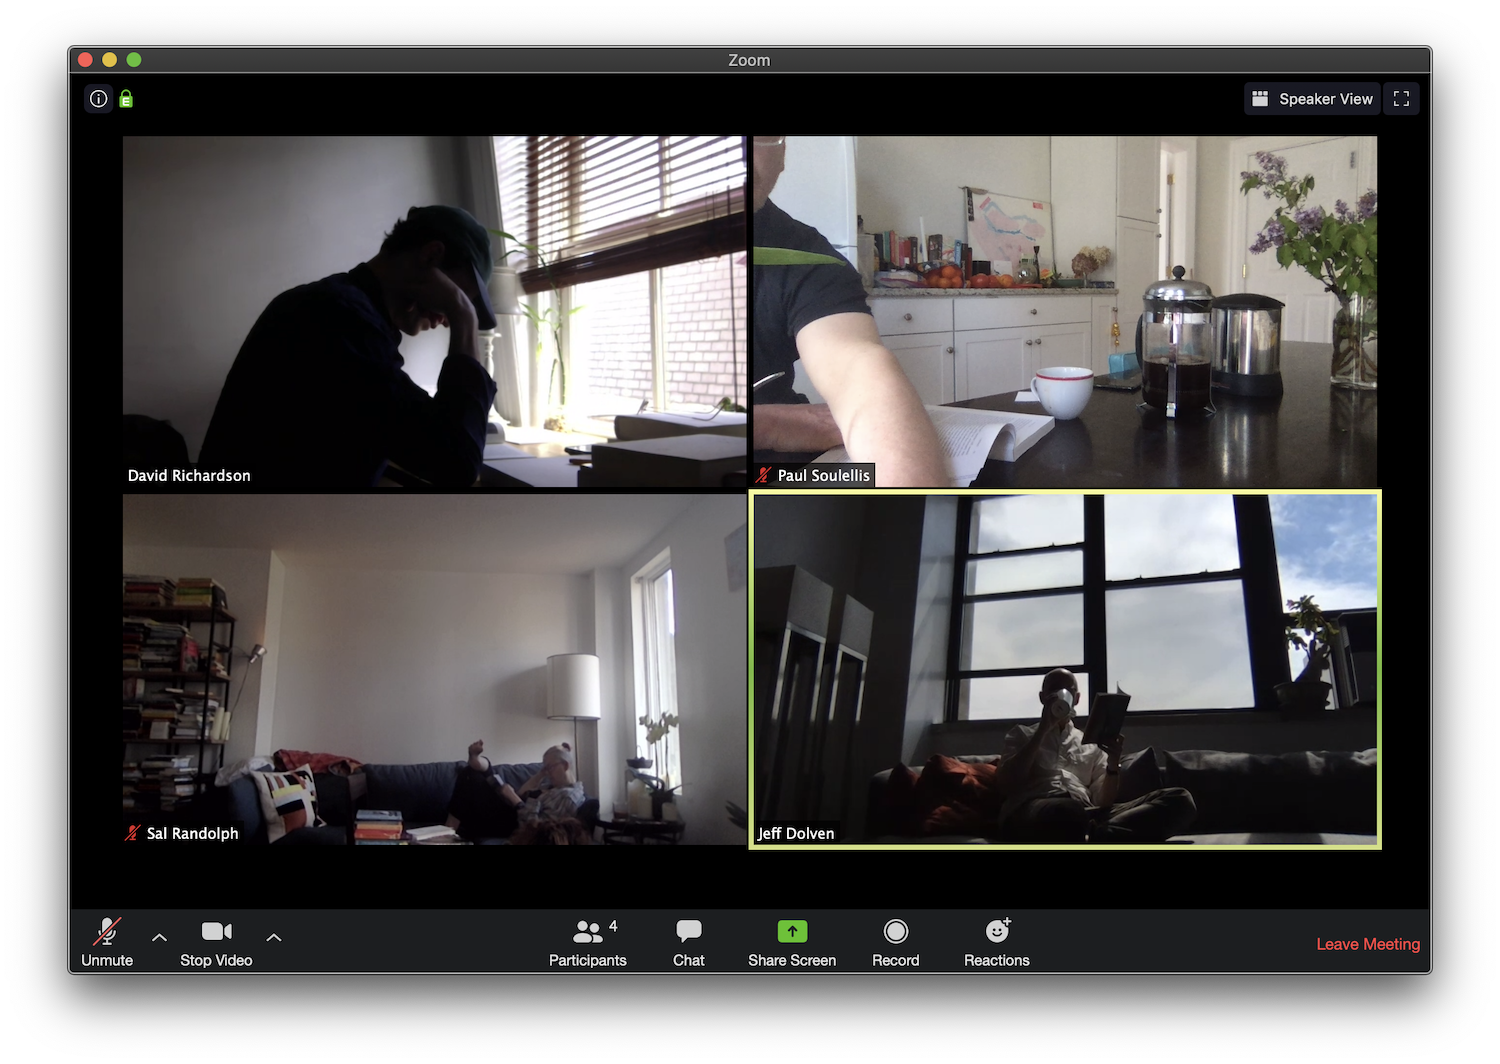 Zoom
Speaker View
David Richardson
Paul Soulellis
Sal Randolph
Jeff Dolven
Unmute
Stop Video
4
Participants
Chat
Share Screen
Record
Reactions
Leave Meeting